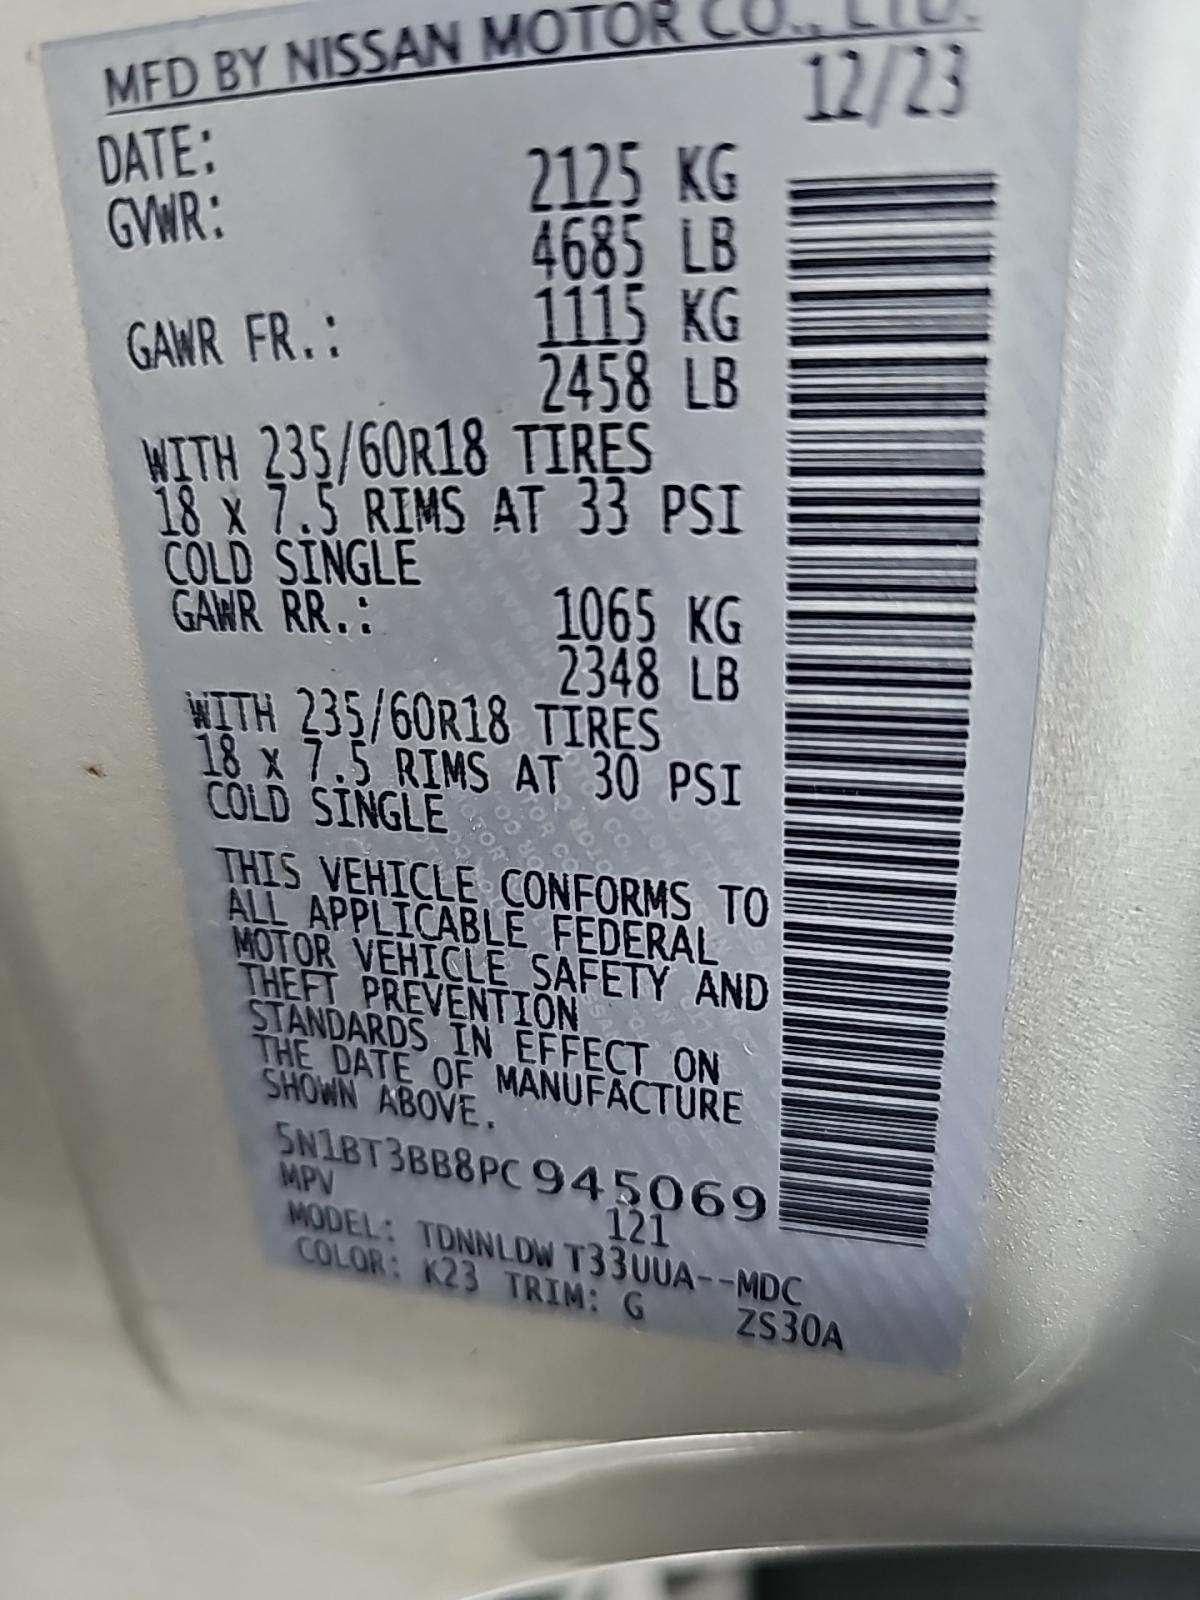 MFD BY NISSAN MOTOR CO., LTD.
DATE: 12/23
GVWR: 2125 KG
4685 LB
GAWR FR.: 1115 KG
2458 LB
WITH 235/60R18 TIRES
18 x 7.5 RIMS AT 33 PSI
COLD SINGLE
GAWR RR.: 1065 KG
2348 LB
WITH 235/60R18 TIRES
18 x 7.5 RIMS AT 30 PSI
COLD SINGLE
THIS VEHICLE CONFORMS TO
ALL APPLICABLE FEDERAL
MOTOR VEHICLE SAFETY AND
THEFT PREVENTION
STANDARDS IN EFFECT ON
THE DATE OF MANUFACTURE
SHOWN ABOVE.
5N1BT3BB8PC945069
MPV 121
MODEL: TDNNLDW T33UUA--MDC
COLOR: K23 TRIM: G ZS30A